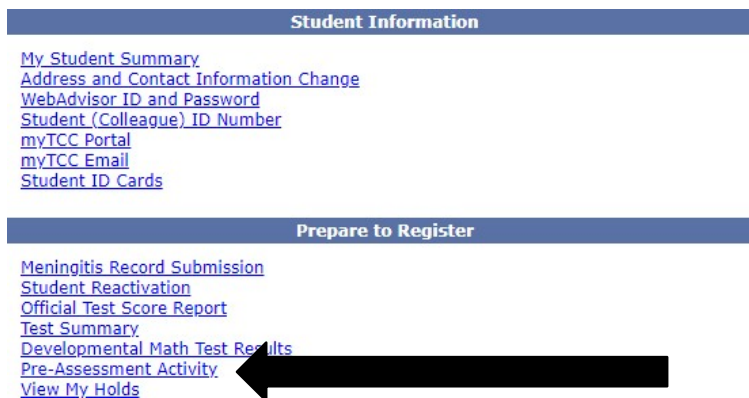 Student Information
My Student Summary
Address and Contact Information Change
WebAdvisor ID and Password
Student (Colleague) ID Number
myTCC Portal
myTCC Email
Student ID Cards
Prepare to Register
Meningitis Record Submission
Student Reactivation
Official Test Score Report
Test Summary
Developmental Math Test Results
Pre-Assessment Activity
View My Holds